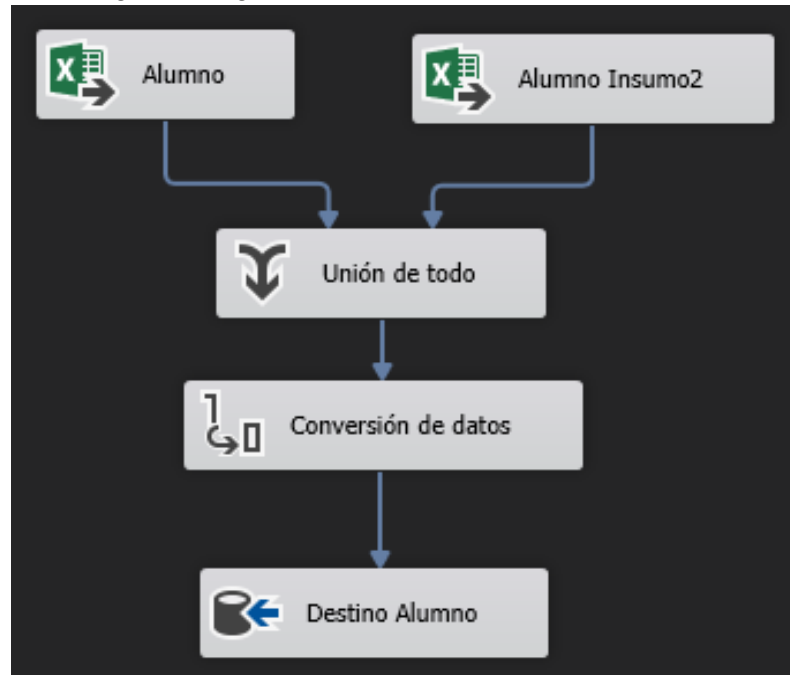 Alumno
Alumno Insumo2
Unión de todo
Conversión de datos
Destino Alumno